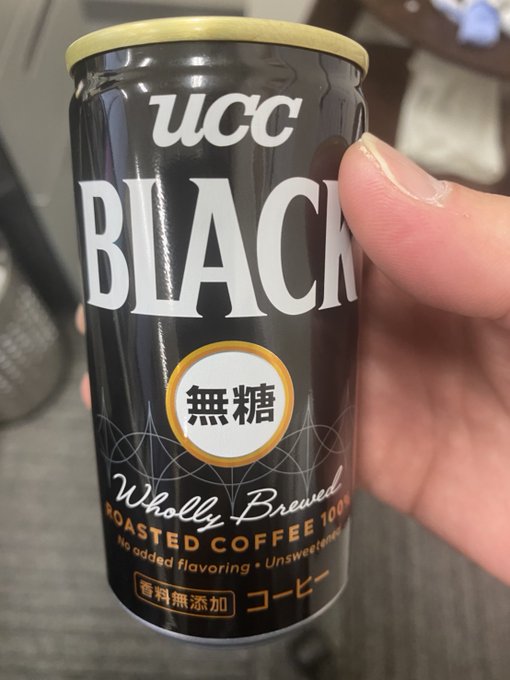 UCC
BLACK
無糖
Wholly Brewed
ROASTED COFFEE 100%
No added flavoring • Unsweetened
香料無添加 コーヒー